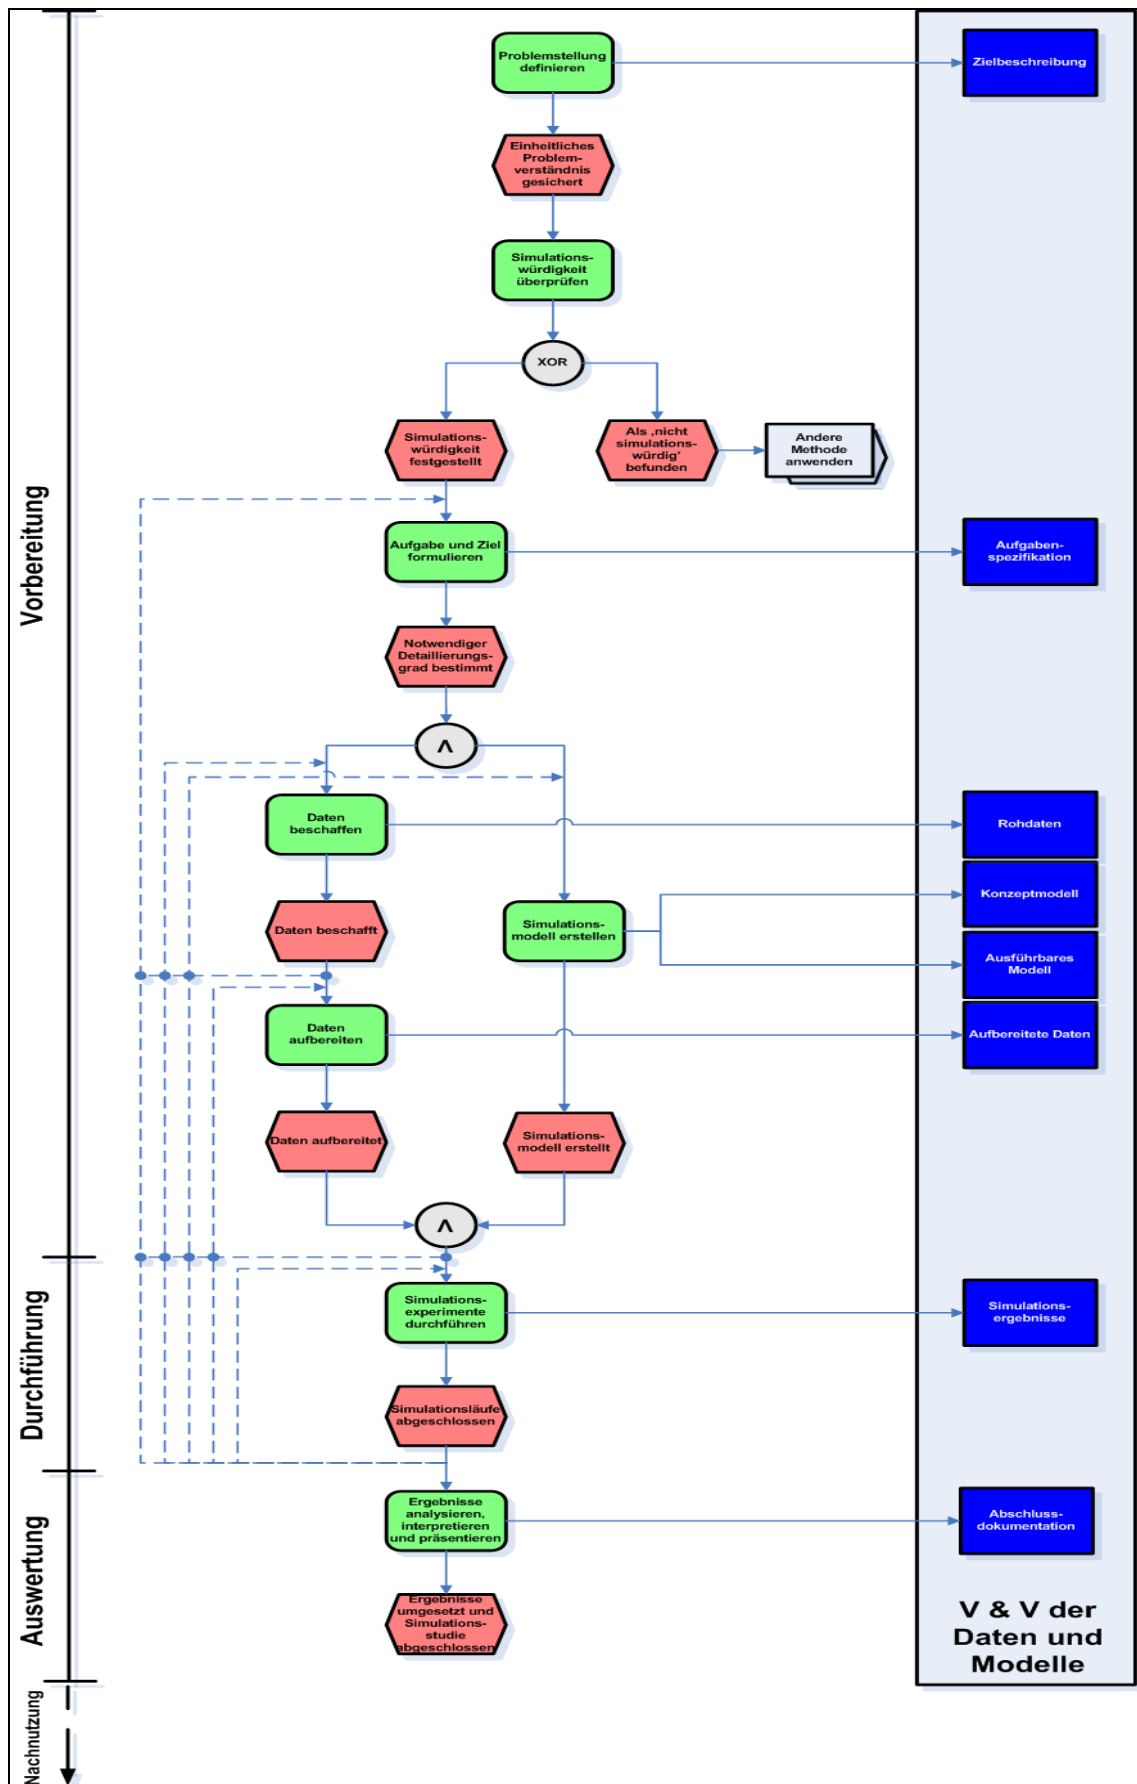 Problemstellung
definieren
Zielbeschreibung
Einheitliches
Problem-
verständnis
gesichert
Simulations-
würdigkeit
überprüfen
XOR
Simulations-
würdigkeit
festgestellt
Als ‚nicht
simulations-
würdig'
befunden
Andere
Methode
anwenden
Vorbereitung
Aufgabe und Ziel
formulieren
Aufgaben-
spezifikation
Notwendiger
Detaillierungs-
grad bestimmt
Λ
Daten
beschaffen
Rohdaten
Konzeptmodell
Daten beschafft
Simulations-
modell erstellen
Ausführbares
Modell
Daten
aufbereiten
Aufbereitete Daten
Daten aufbereitet
Simulations-
modell erstellt
Λ
Durchführung
Simulations-
experimente
durchführen
Simulations-
ergebnisse
Simulationsläufe
abgeschlossen
Auswertung
Ergebnisse
analysieren,
interpretieren
und präsentieren
Abschluss-
dokumentation
Ergebnisse
umgesetzt und
Simulations-
studie
abgeschlossen
V & V der
Daten und
Modelle
Nachnutzung